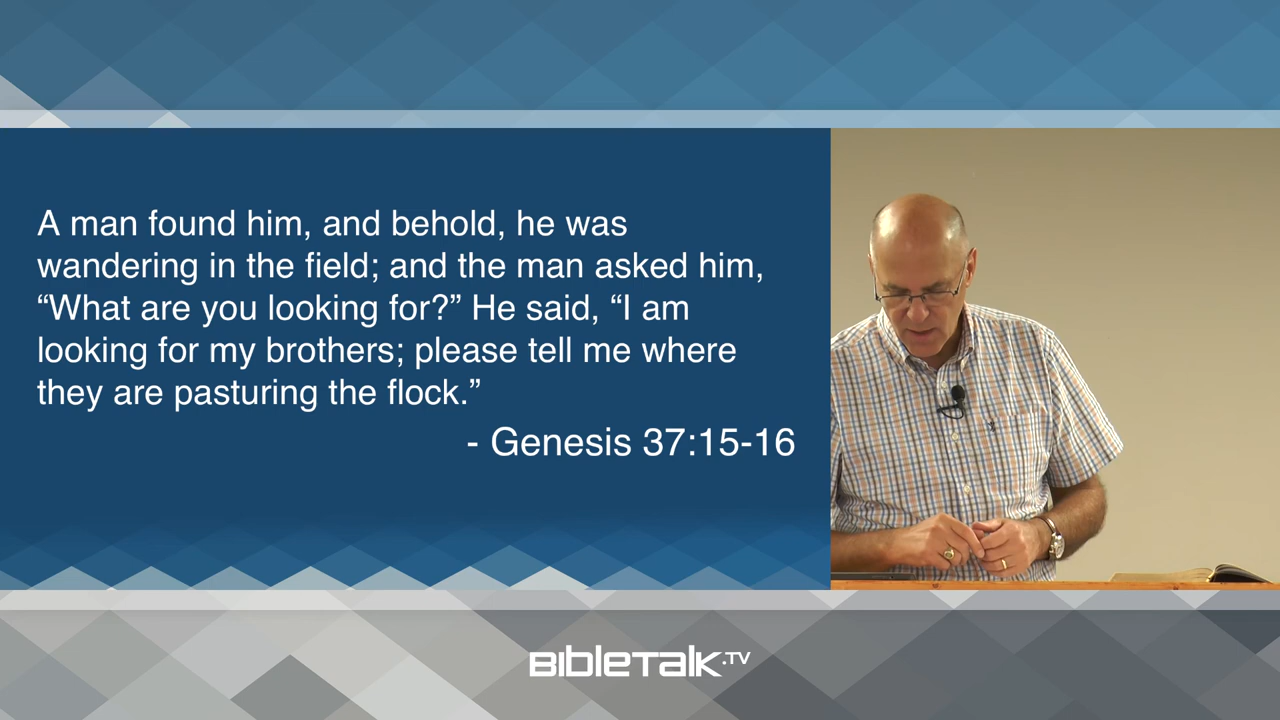 A man found him, and behold, he was
wandering in the field; and the man asked him,
“What are you looking for?” He said, “I am
looking for my brothers; please tell me where
they are pasturing the flock.”
- Genesis 37:15-16
BIBLETALK.TV